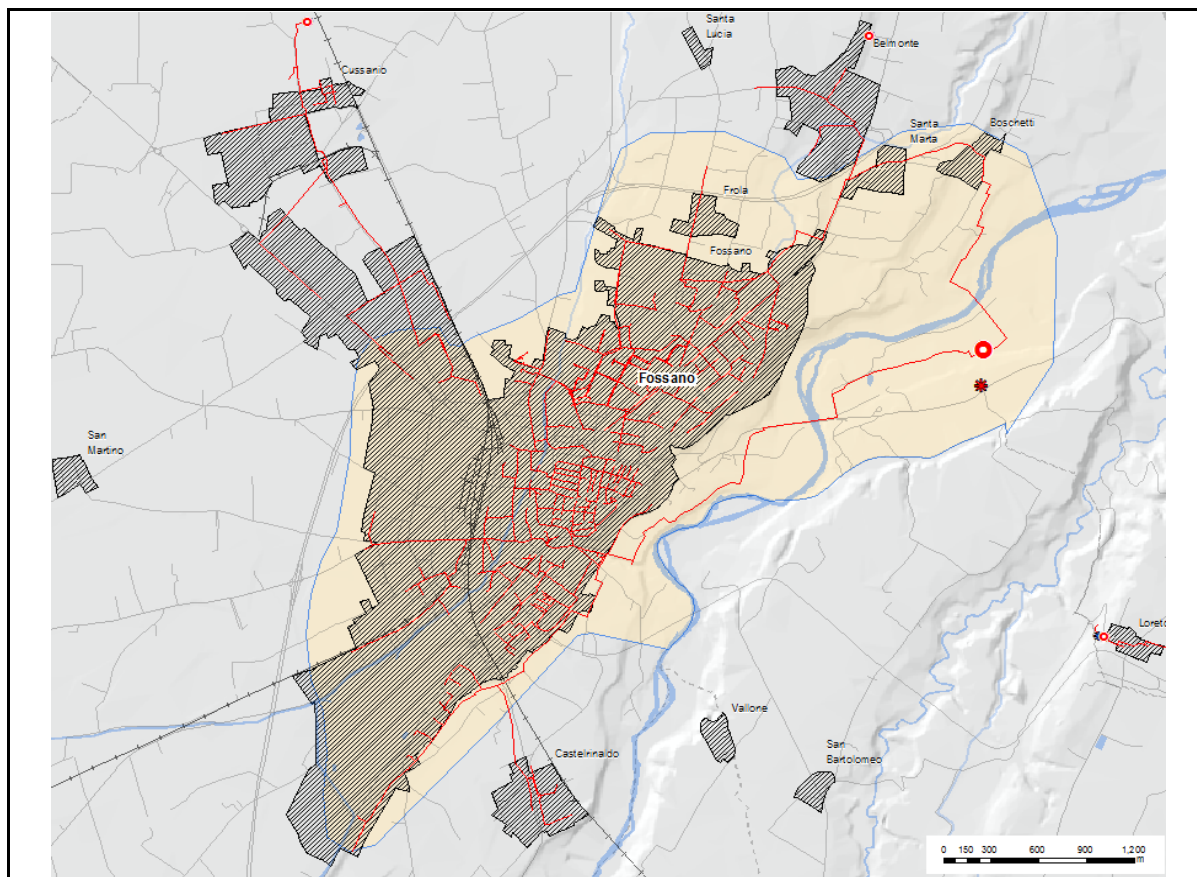 Santa
Lucia
Belmonte
Cussanio
Santa
Marta
Boschetti
Frola
Fossano
Fossano
San
Martino
Loreto
Vallone
San
Bartolomeo
Castelrinaldo
0 150 300 600 900 1,200
m